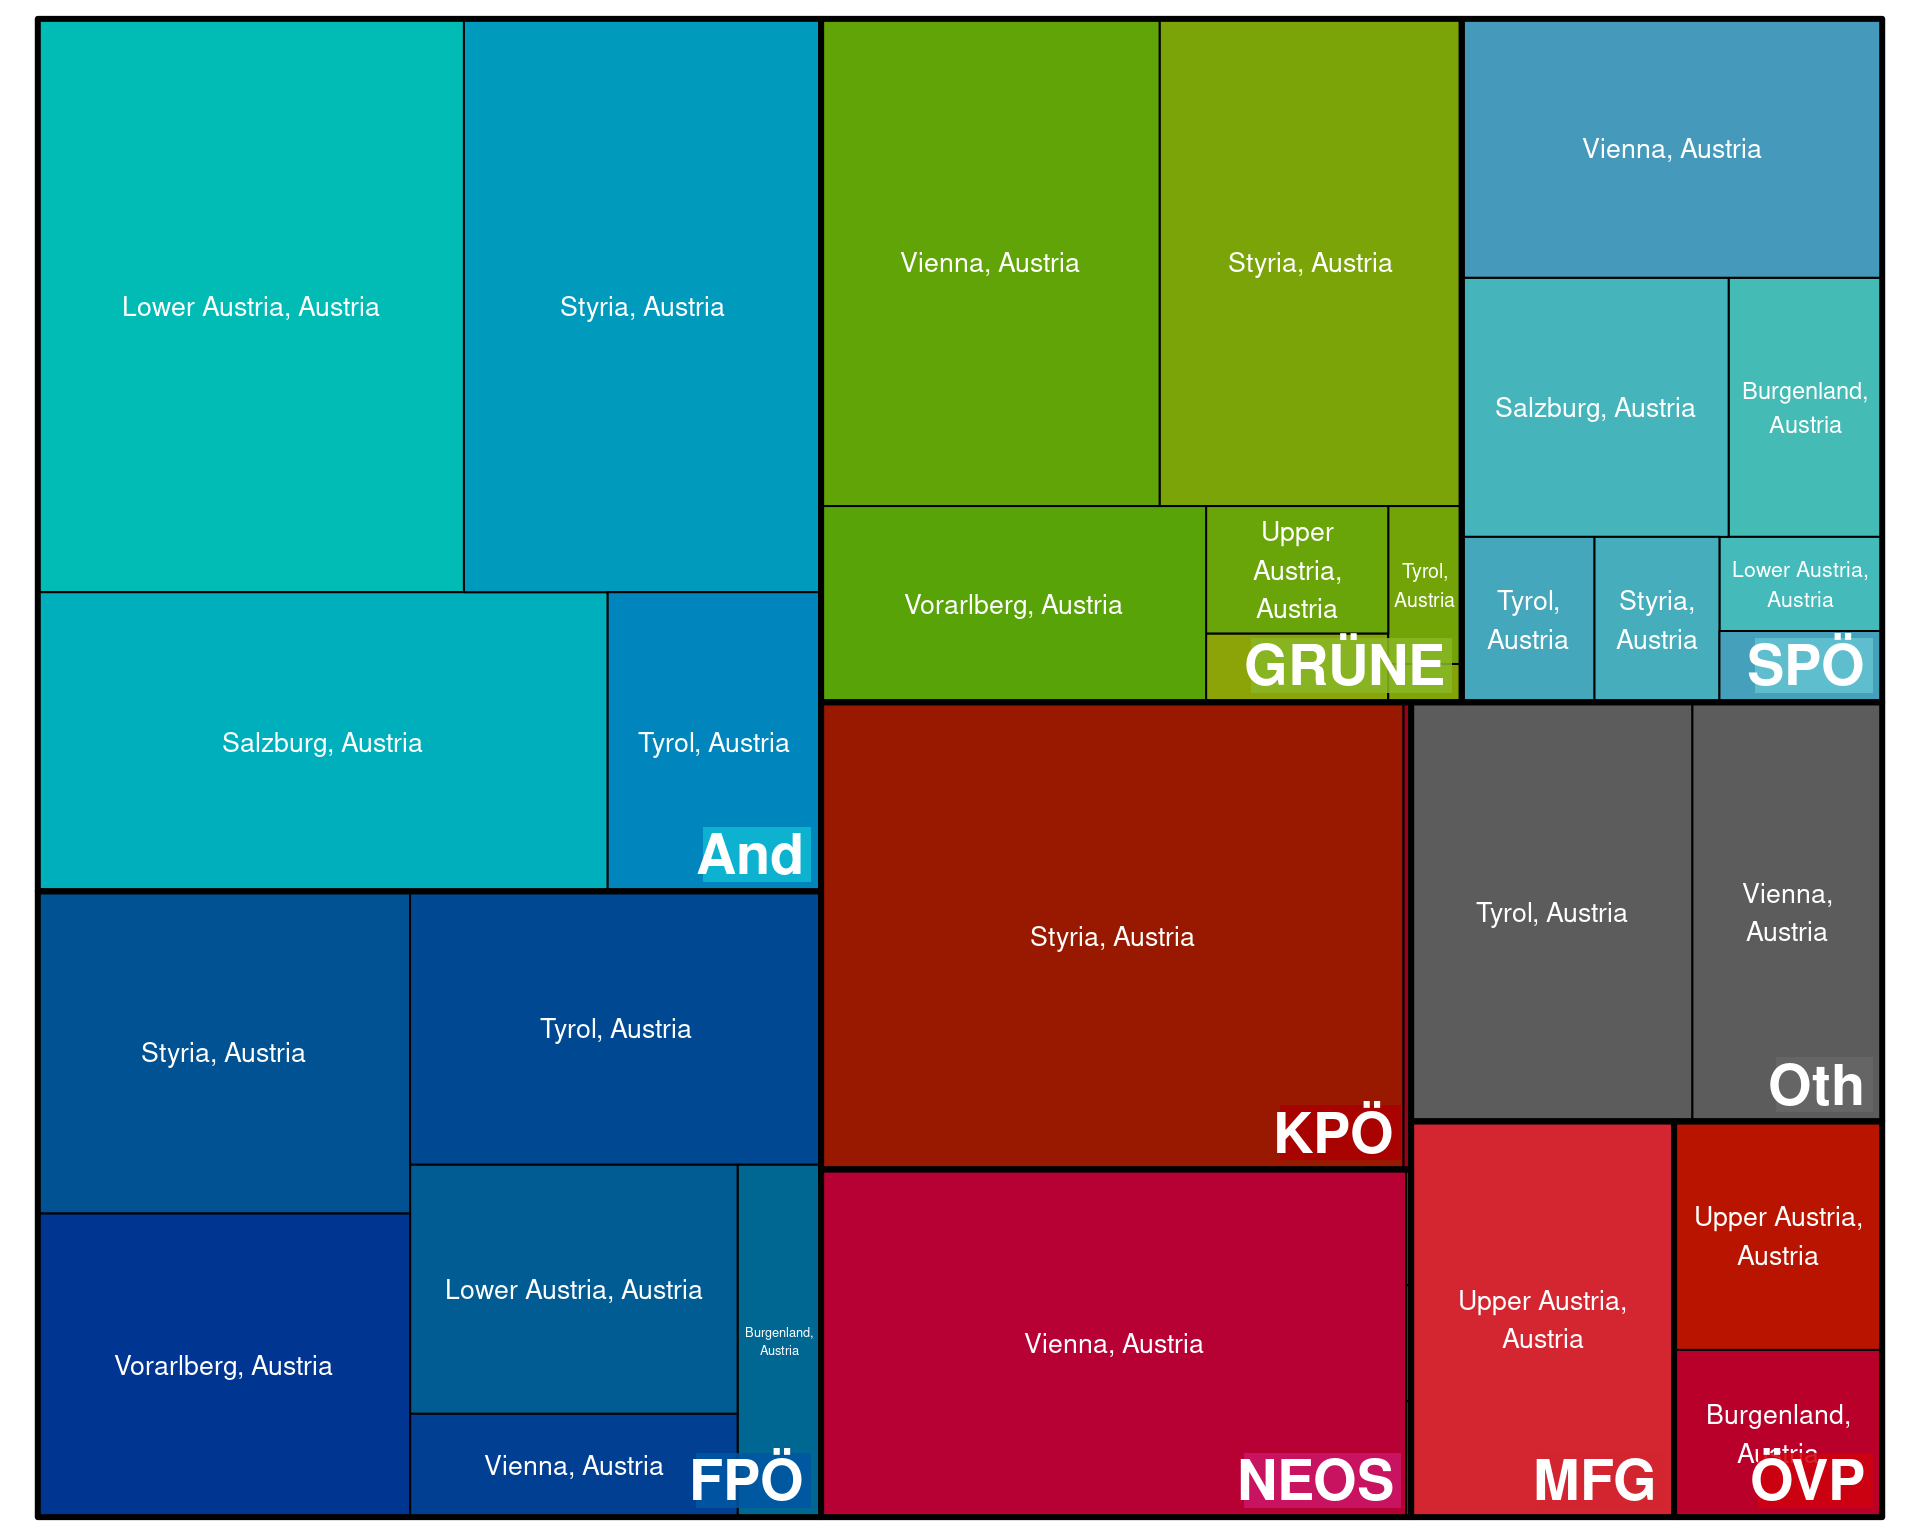 Lower Austria, Austria
Styria, Austria
Salzburg, Austria
Tyrol, Austria
And
Styria, Austria
Tyrol, Austria
Vorarlberg, Austria
Lower Austria, Austria
Burgenland,
Austria
Vienna, Austria
FPÖ
Vienna, Austria
Styria, Austria
Vorarlberg, Austria
Upper
Austria,
Austria
Tyrol,
Austria
GRÜNE
Vienna, Austria
Salzburg, Austria
Burgenland,
Austria
Tyrol,
Austria
Styria,
Austria
Lower Austria,
Austria
SPÖ
Styria, Austria
KPÖ
Tyrol, Austria
Vienna,
Austria
Oth
Vienna, Austria
NEOS
Upper Austria,
Austria
MFG
Upper Austria,
Austria
Burgenland,
Austria
ÖVP